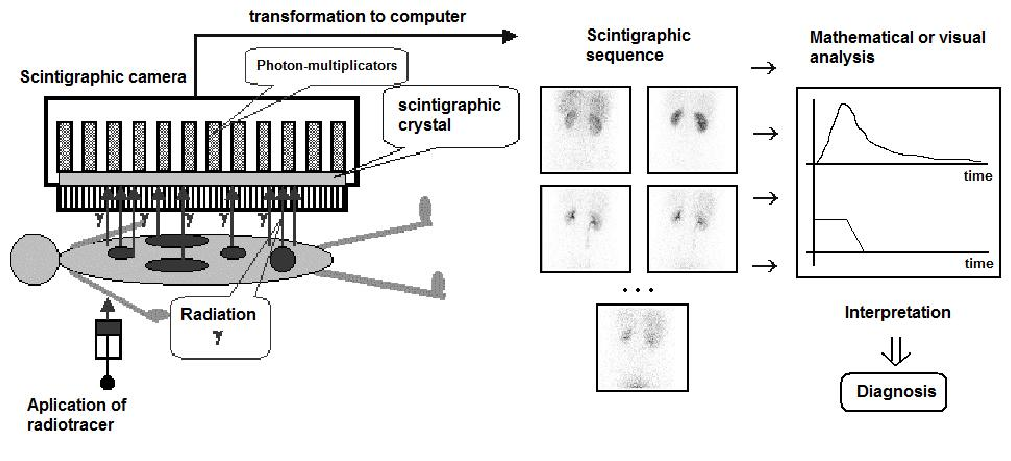 transformation to computer
Scintigraphic camera
Photon-multiplicators
scintigraphic
crystal
γ γ γ γ γ
Radiation
γ
Aplication of
radiotracer
Scintigraphic
sequence
. . .
Mathematical or visual
analysis
time
time
Interpretation
Diagnosis